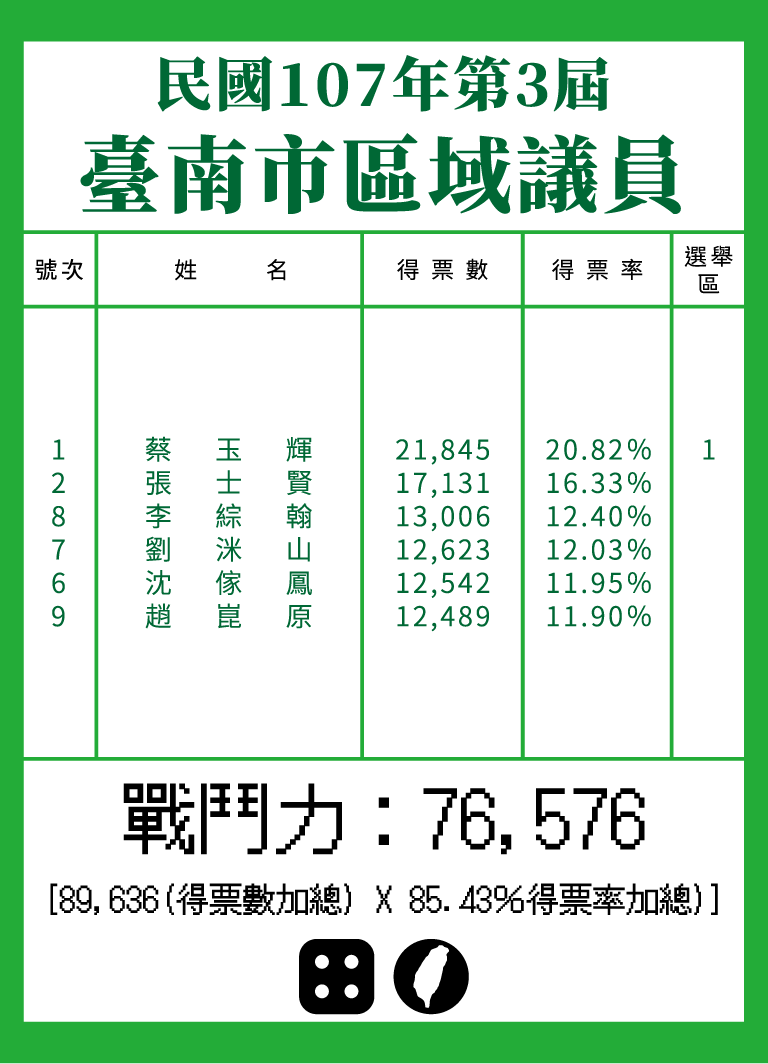 民國107年第3屆
臺南市區域議員
號次 姓名 得票數 得票率 選舉區
1 蔡玉輝 21,845 20.82% 1
2 張士賢 17,131 16.33%
8 李綜翰 13,006 12.40%
7 劉洣山 12,623 12.03%
6 沈傢鳳 12,542 11.95%
9 趙崑原 12,489 11.90%
戰鬥力：76,576
[89,636(得票數加總) X 85.43%得票率加總)]